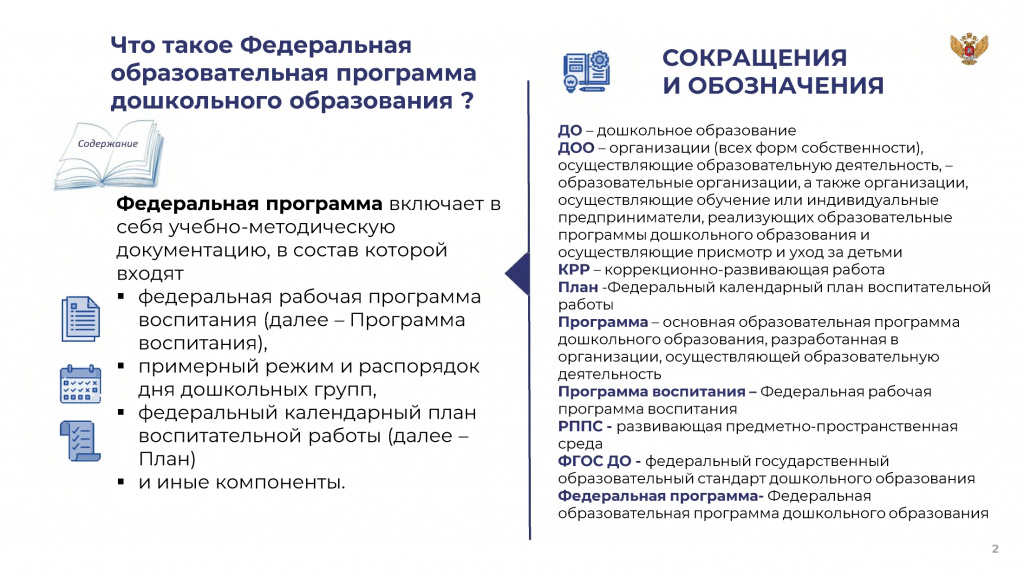 Что такое Федеральная
образовательная программа
дошкольного образования ?
Содержание
Федеральная программа включает в
себя учебно-методическую
документацию, в состав которой
входят
▪ федеральная рабочая программа
воспитания (далее – Программа
воспитания),
▪ примерный режим и распорядок
дня дошкольных групп,
▪ федеральный календарный план
воспитательной работы (далее –
План)
▪ и иные компоненты.
СОКРАЩЕНИЯ
И ОБОЗНАЧЕНИЯ
ДО – дошкольное образование
ДОО – организации (всех форм собственности),
осуществляющие образовательную деятельность, –
образовательные организации, а также организации,
осуществляющие обучение или индивидуальные
предприниматели, реализующих образовательные
программы дошкольного образования и
осуществляющие присмотр и уход за детьми
КРР – коррекционно-развивающая работа
План -Федеральный календарный план воспитательной
работы
Программа – основная образовательная программа
дошкольного образования, разработанная в
организации, осуществляющей образовательную
деятельность
Программа воспитания – Федеральная рабочая
программа воспитания
РППС - развивающая предметно-пространственная
среда
ФГОС ДО - федеральный государственный
образовательный стандарт дошкольного образования
Федеральная программа- Федеральная
образовательная программа дошкольного образования
2